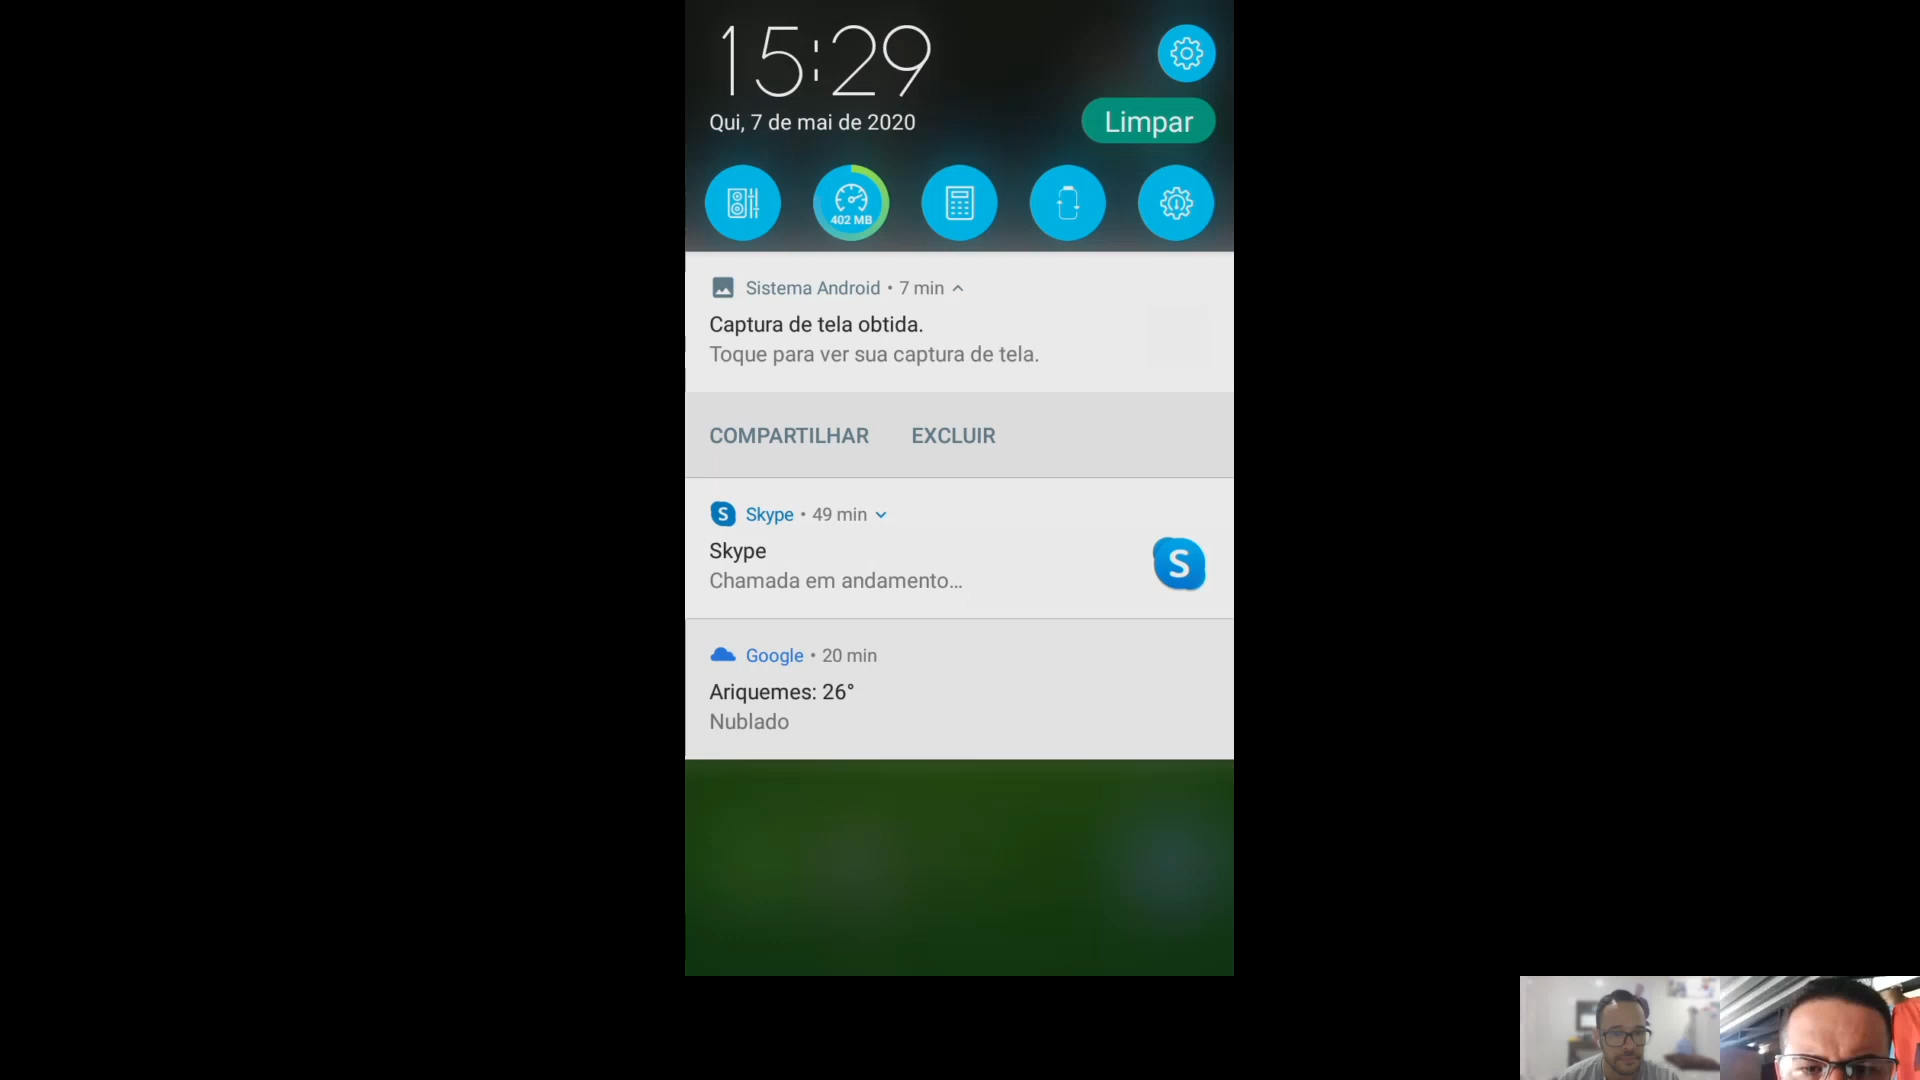 15:29
Qui, 7 de mai de 2020
Limpar
402 MB
Sistema Android • 7 min
Captura de tela obtida.
Toque para ver sua captura de tela.
COMPARTILHAR EXCLUIR
S Skype • 49 min
Skype
Chamada em andamento...
S
Google • 20 min
Ariquemes: 26°
Nublado